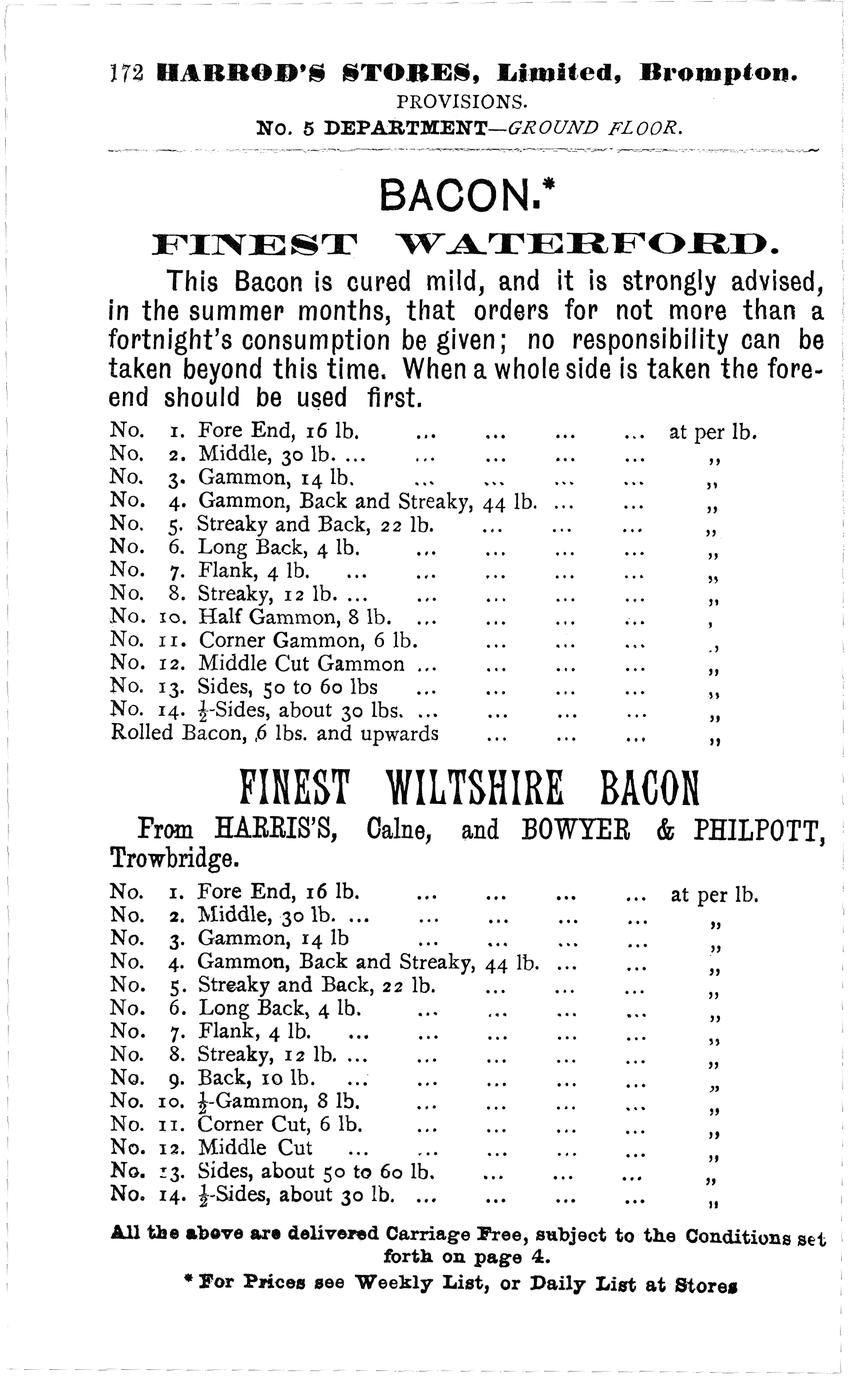 172 HARROD'S STORES, Limited, Brompton.
PROVISIONS.
No. 5 DEPARTMENT—GROUND FLOOR.
BACON.*
FINEST WATERFORD.
This Bacon is cured mild, and it is strongly advised,
in the summer months, that orders for not more than a
fortnight's consumption be given; no responsibility can be
taken beyond this time. When a whole side is taken the fore-
end should be used first.
No. 1. Fore End, 16 lb. ... ... ... ... at per lb.
No. 2. Middle, 30 lb. ... ... ... ... ... „
No. 3. Gammon, 14 lb. ... ... ... ... „
No. 4. Gammon, Back and Streaky, 44 lb. ... ... „
No. 5. Streaky and Back, 22 lb. ... ... ... „
No. 6. Long Back, 4 lb. ... ... ... ... „
No. 7. Flank, 4 lb. ... ... ... ... ... „
No. 8. Streaky, 12 lb. ... ... ... ... ... „
No. 10. Half Gammon, 8 lb. ... ... ... ... ,
No. 11. Corner Gammon, 6 lb. ... ... ... „
No. 12. Middle Cut Gammon ... ... ... ... „
No. 13. Sides, 50 to 60 lbs ... ... ... ... „
No. 14. ½-Sides, about 30 lbs. ... ... ... ... „
Rolled Bacon, 6 lbs. and upwards ... ... ... „
FINEST WILTSHIRE BACON
From HARRIS'S, Calne, and BOWYER & PHILPOTT,
Trowbridge.
No. 1. Fore End, 16 lb. ... ... ... ... at per lb.
No. 2. Middle, 30 lb. ... ... ... ... ... „
No. 3. Gammon, 14 lb ... ... ... ... „
No. 4. Gammon, Back and Streaky, 44 lb. ... ... „
No. 5. Streaky and Back, 22 lb. ... ... ... „
No. 6. Long Back, 4 lb. ... ... ... ... „
No. 7. Flank, 4 lb. ... ... ... ... ... „
No. 8. Streaky, 12 lb. ... ... ... ... ... „
No. 9. Back, 10 lb. ... ... ... ... ... „
No. 10. ½-Gammon, 8 lb. ... ... ... ... „
No. 11. Corner Cut, 6 lb. ... ... ... ... „
No. 12. Middle Cut ... ... ... ... ... „
No. 13. Sides, about 50 to 60 lb. ... ... ... „
No. 14. ½-Sides, about 30 lb. ... ... ... ... „
All the above are delivered Carriage Free, subject to the Conditions set
forth on page 4.
* For Prices see Weekly List, or Daily List at Stores